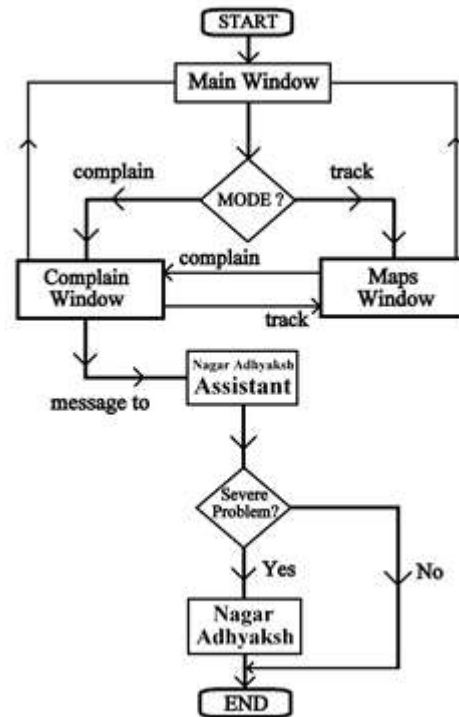 START
Main Window
complain
track
MODE ?
complain
Complain
Window
Maps
Window
track
message to
Nagar Adhyaksh
Assistant
Severe
Problem?
Yes
No
Nagar
Adhyaksh
END